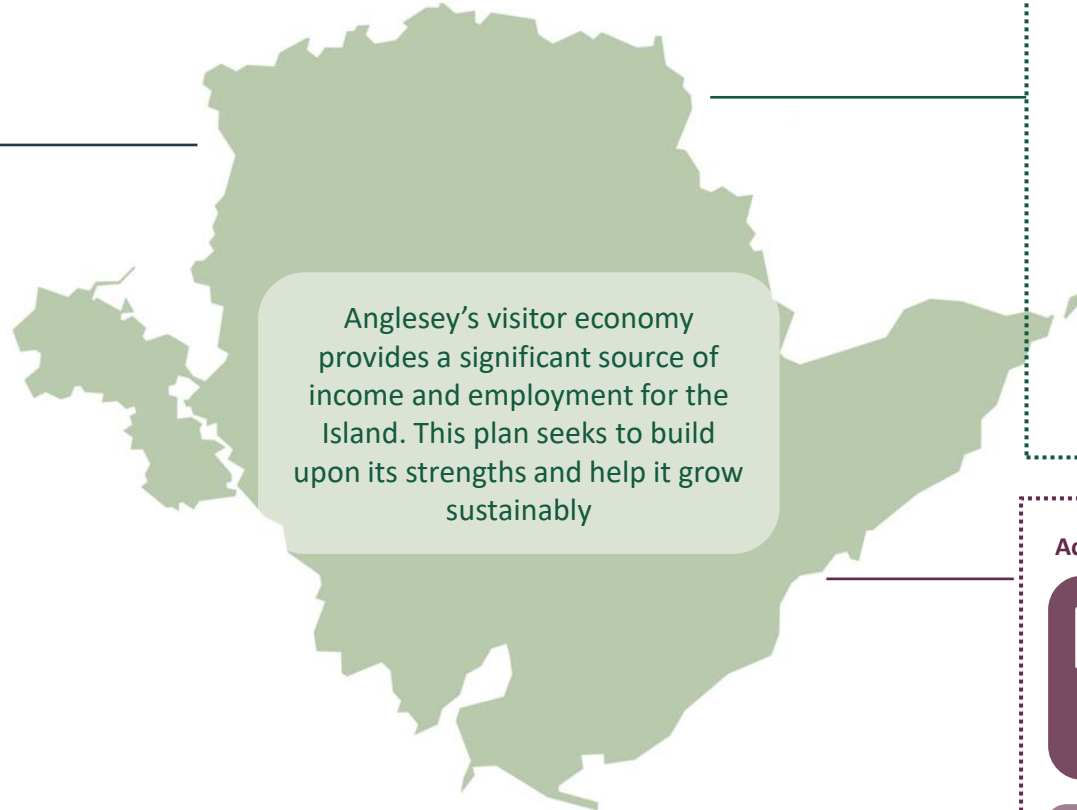 Anglesey’s visitor economy
provides a significant source of
income and employment for the
Island. This plan seeks to build
upon its strengths and help it grow
sustainably